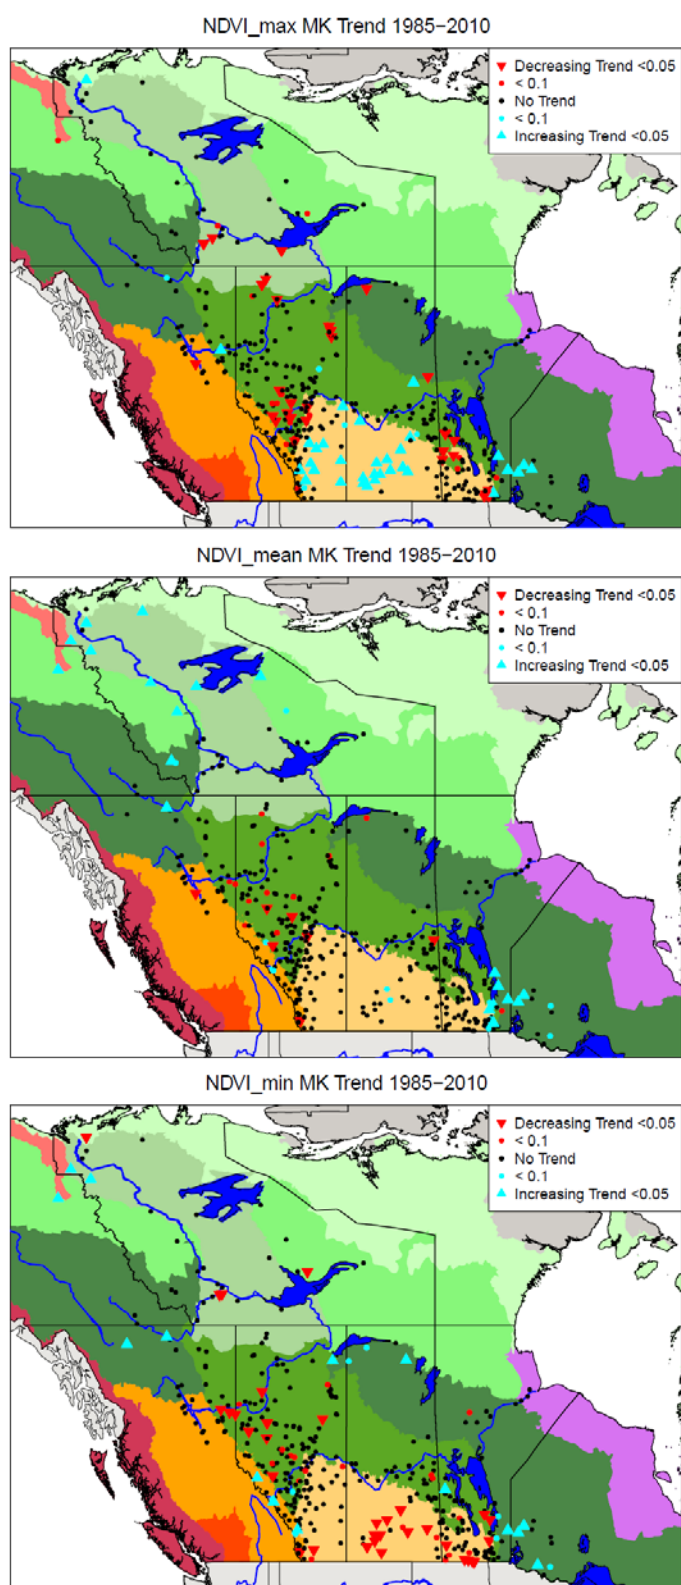 NDVI_max MK Trend 1985−2010
Decreasing Trend <0.05
< 0.1
No Trend
< 0.1
Increasing Trend <0.05
NDVI_mean MK Trend 1985−2010
Decreasing Trend <0.05
< 0.1
No Trend
< 0.1
Increasing Trend <0.05
NDVI_min MK Trend 1985−2010
Decreasing Trend <0.05
< 0.1
No Trend
< 0.1
Increasing Trend <0.05